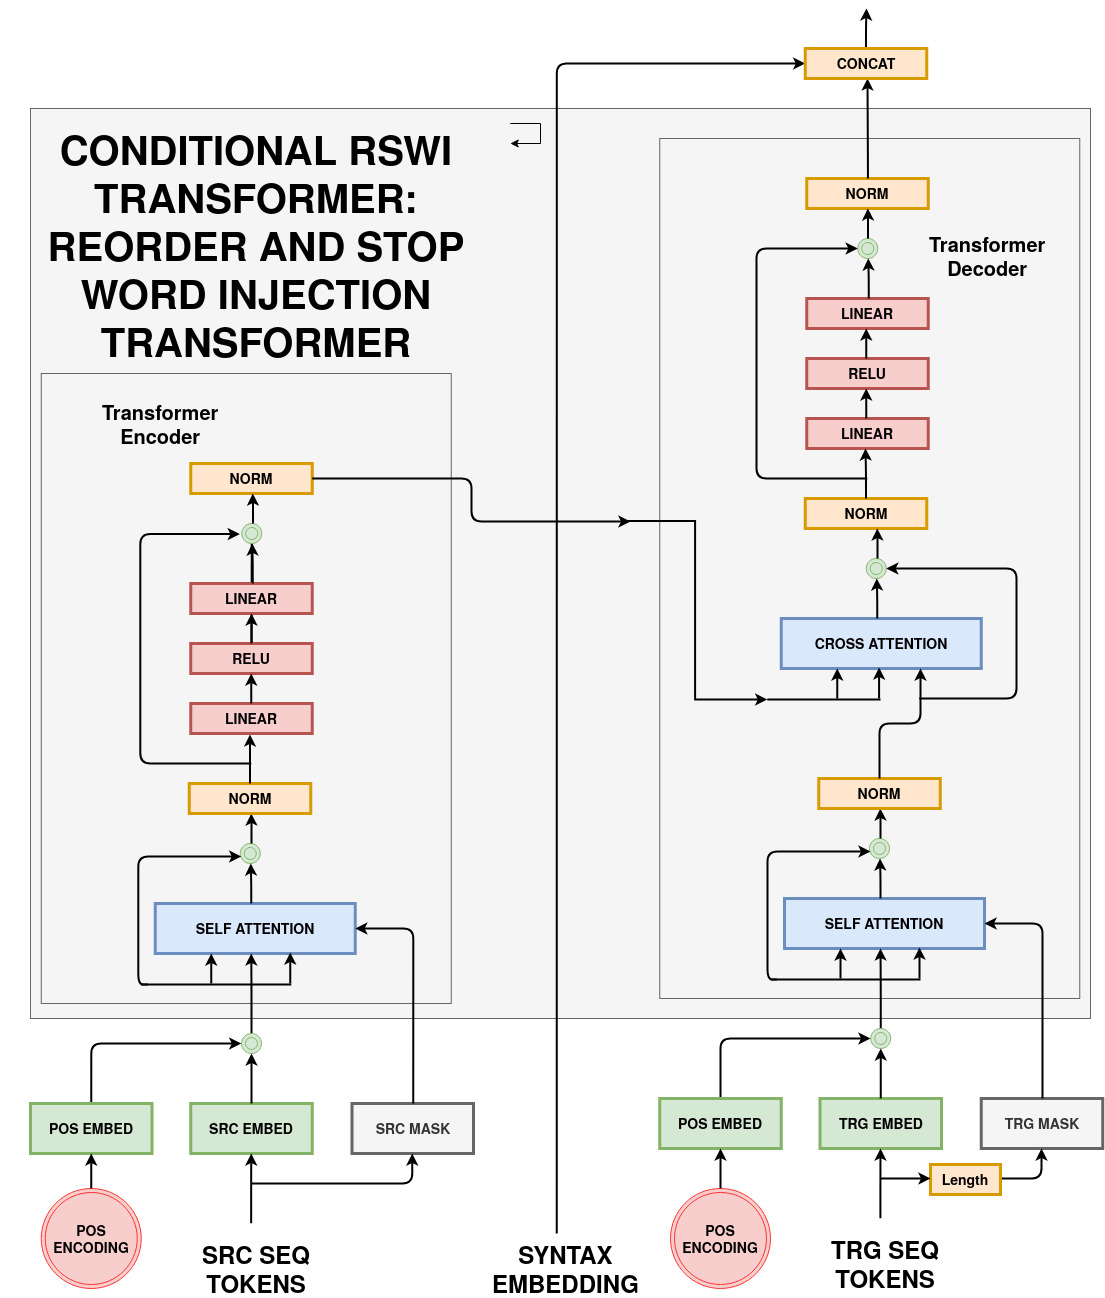 CONCAT
CONDITIONAL RSWI
TRANSFORMER:
REORDER AND STOP
WORD INJECTION
TRANSFORMER
Transformer
Encoder
NORM
LINEAR
RELU
LINEAR
NORM
SELF ATTENTION
POS EMBED
SRC EMBED
SRC MASK
POS
ENCODING
SRC SEQ
TOKENS
SYNTAX
EMBEDDING
NORM
Transformer
Decoder
LINEAR
RELU
LINEAR
NORM
CROSS ATTENTION
NORM
SELF ATTENTION
POS EMBED
TRG EMBED
TRG MASK
Length
POS
ENCODING
TRG SEQ
TOKENS